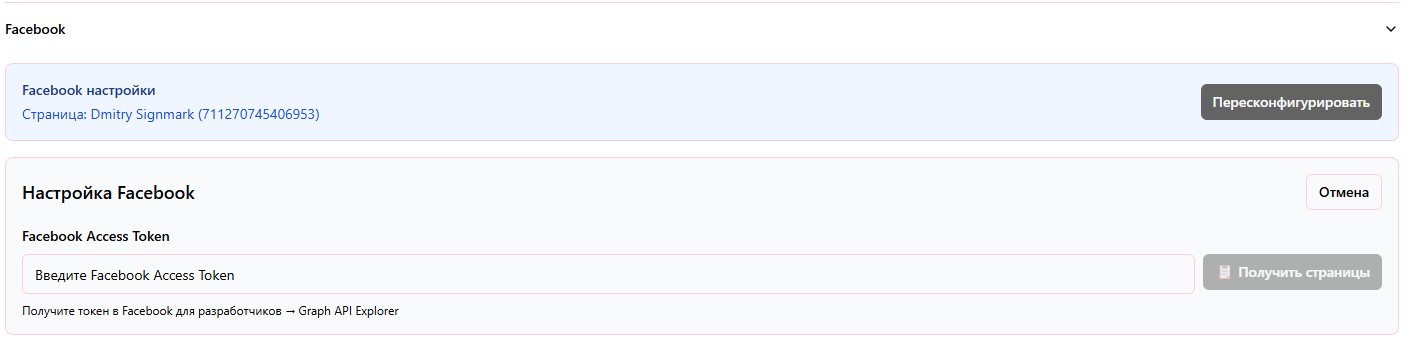 Facebook
Facebook настройки
Страница: Dmitry Signmark (711270745406953)
Пересконфигурировать
Настройка Facebook
Отмена
Facebook Access Token
Введите Facebook Access Token
Получить страницы
Получите токен в Facebook для разработчиков → Graph API Explorer